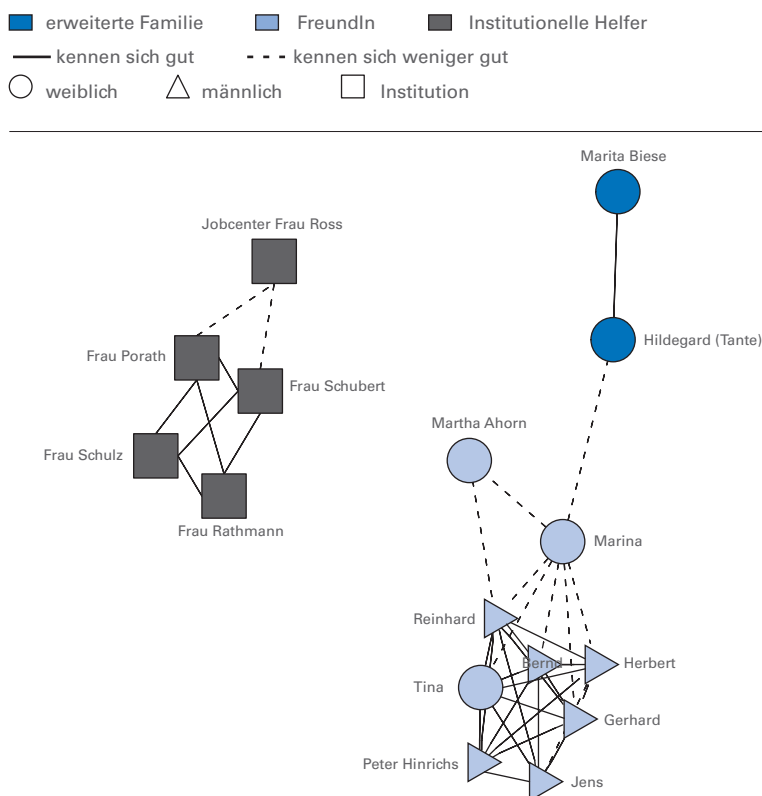 erweiterte Familie FreundIn Institutionelle Helfer
kennen sich gut kennen sich weniger gut
weiblich männlich Institution
Marita Biese
Jobcenter Frau Ross
Hildegard (Tante)
Frau Porath
Frau Schubert
Martha Ahorn
Frau Schulz
Frau Rathmann
Marina
Reinhard
Bernd
Herbert
Tina
Gerhard
Peter Hinrichs
Jens